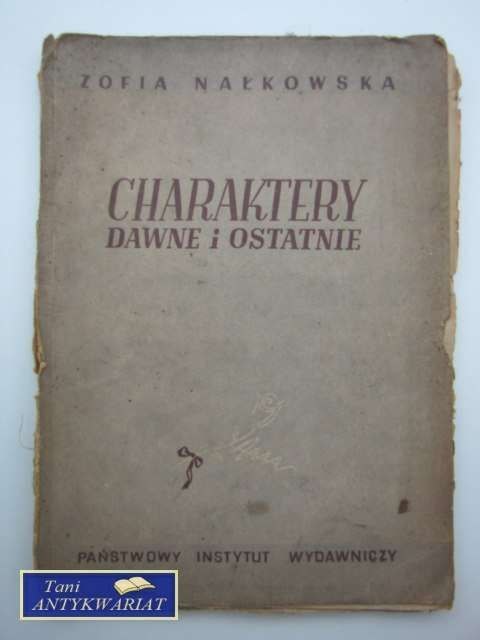 ZOFIA NAŁKOWSKA
CHARAKTERY
DAWNE i OSTATNIE
PAŃSTWOWY INSTYTUT WYDAWNICZY
Tani
ANTYKWARIAT